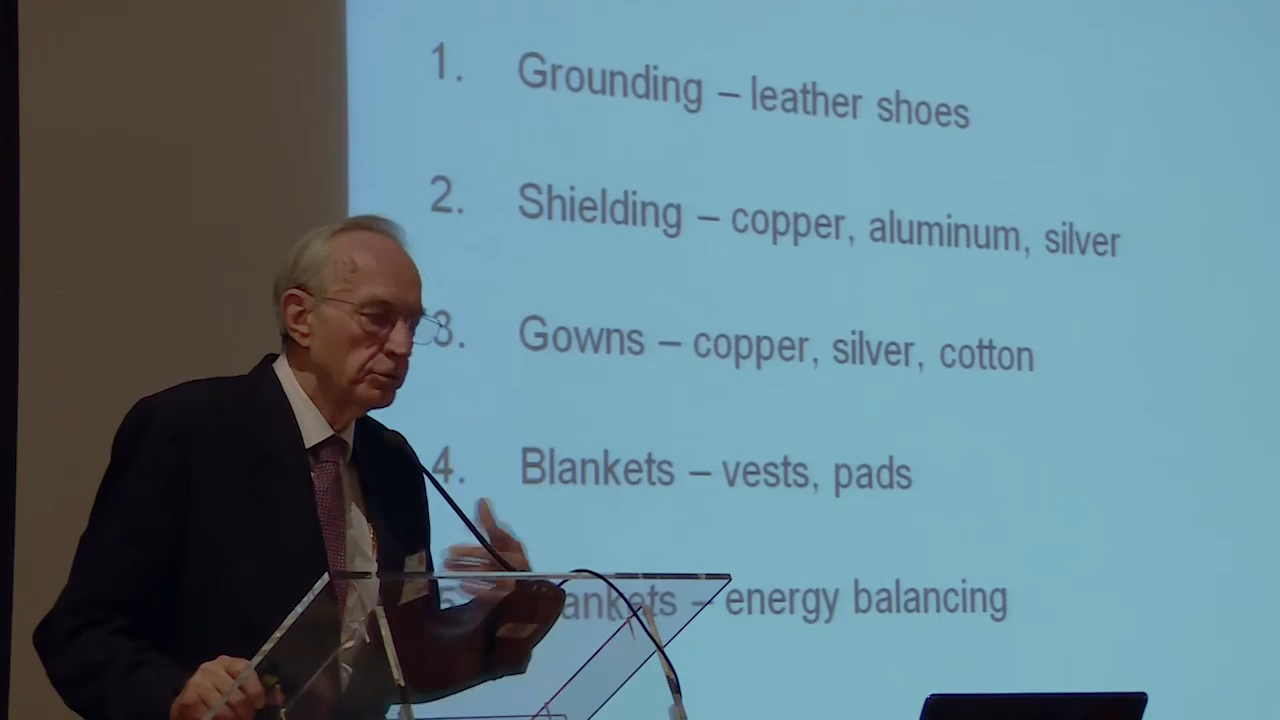 1. Grounding – leather shoes
2. Shielding – copper, aluminum, silver
3. Gowns – copper, silver, cotton
4. Blankets – vests, pads
– energy balancing